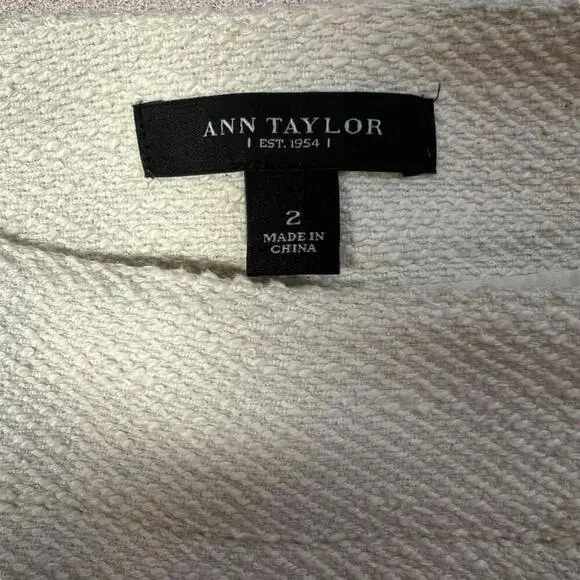 ANN TAYLOR
| EST. 1954 |
2
MADE IN
CHINA